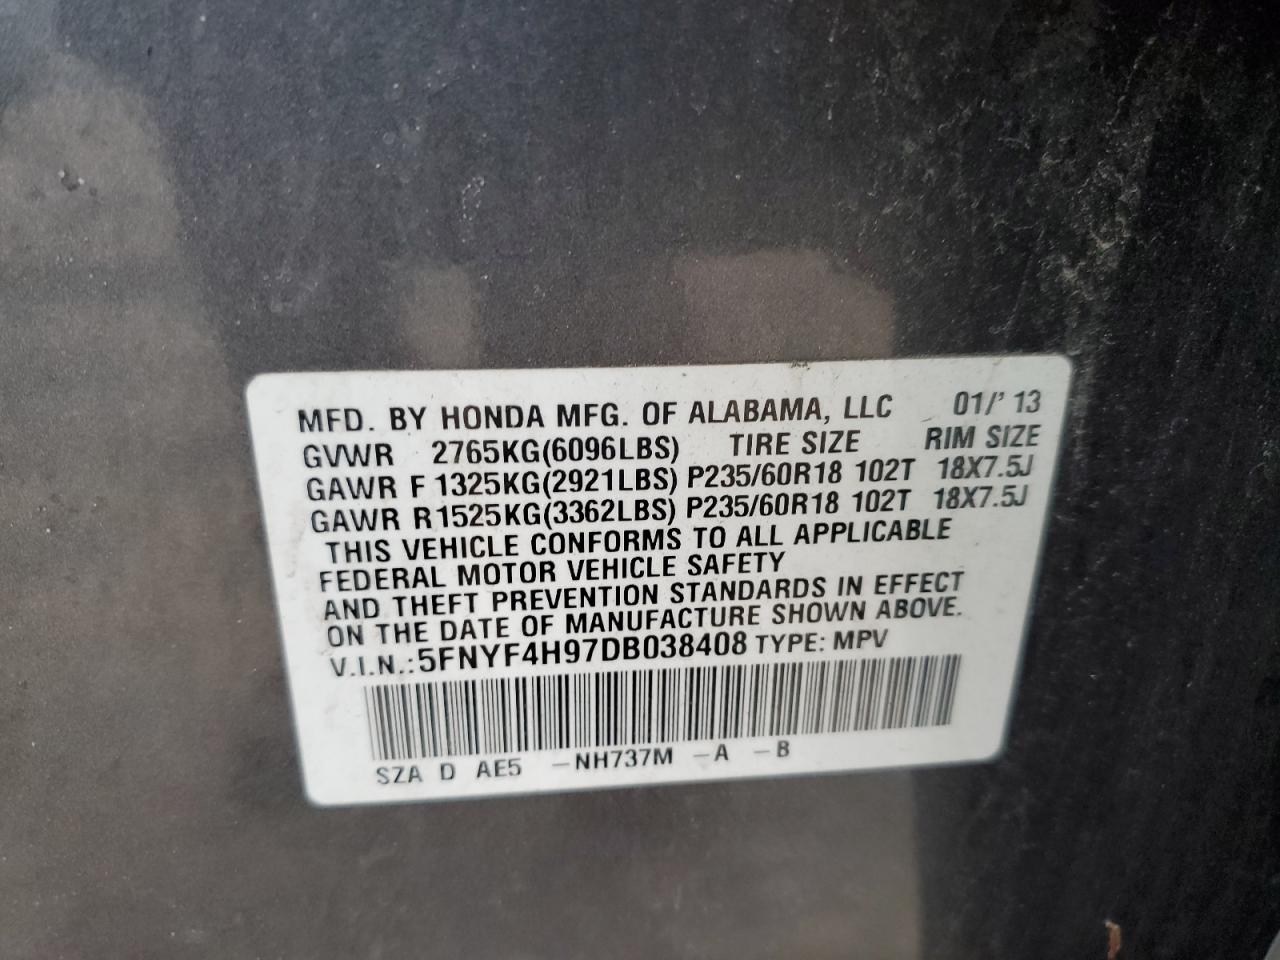 MFD. BY HONDA MFG. OF ALABAMA, LLC 01/' 13
GVWR 2765KG(6096LBS) TIRE SIZE RIM SIZE
GAWR F 1325KG(2921LBS) P235/60R18 102T 18X7.5J
GAWR R1525KG(3362LBS) P235/60R18 102T 18X7.5J
THIS VEHICLE CONFORMS TO ALL APPLICABLE
FEDERAL MOTOR VEHICLE SAFETY
AND THEFT PREVENTION STANDARDS IN EFFECT
ON THE DATE OF MANUFACTURE SHOWN ABOVE.
V.I.N.:5FNYF4H97DB038408 TYPE: MPV
SZA D AE5 -NH737M -A -B